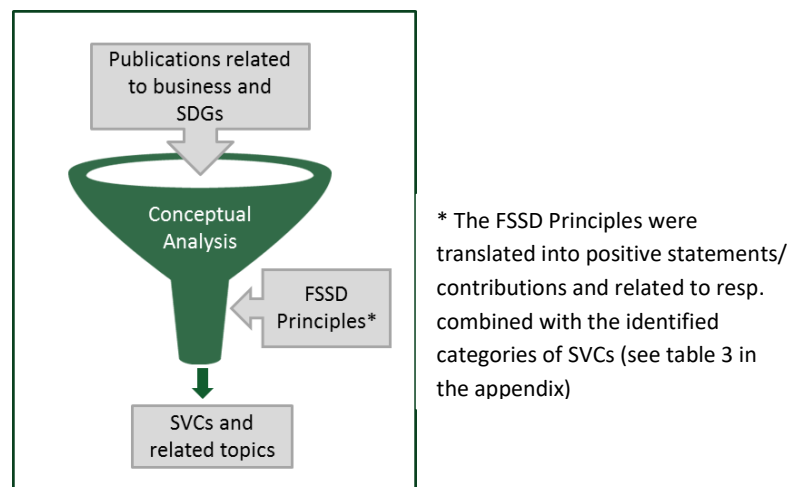 Publications related
to business and
SDGs
Conceptual
Analysis
FSSD
Principles*
SVCs and
related topics
* The FSSD Principles were
translated into positive statements/
contributions and related to resp.
combined with the identified
categories of SVCs (see table 3 in
the appendix)